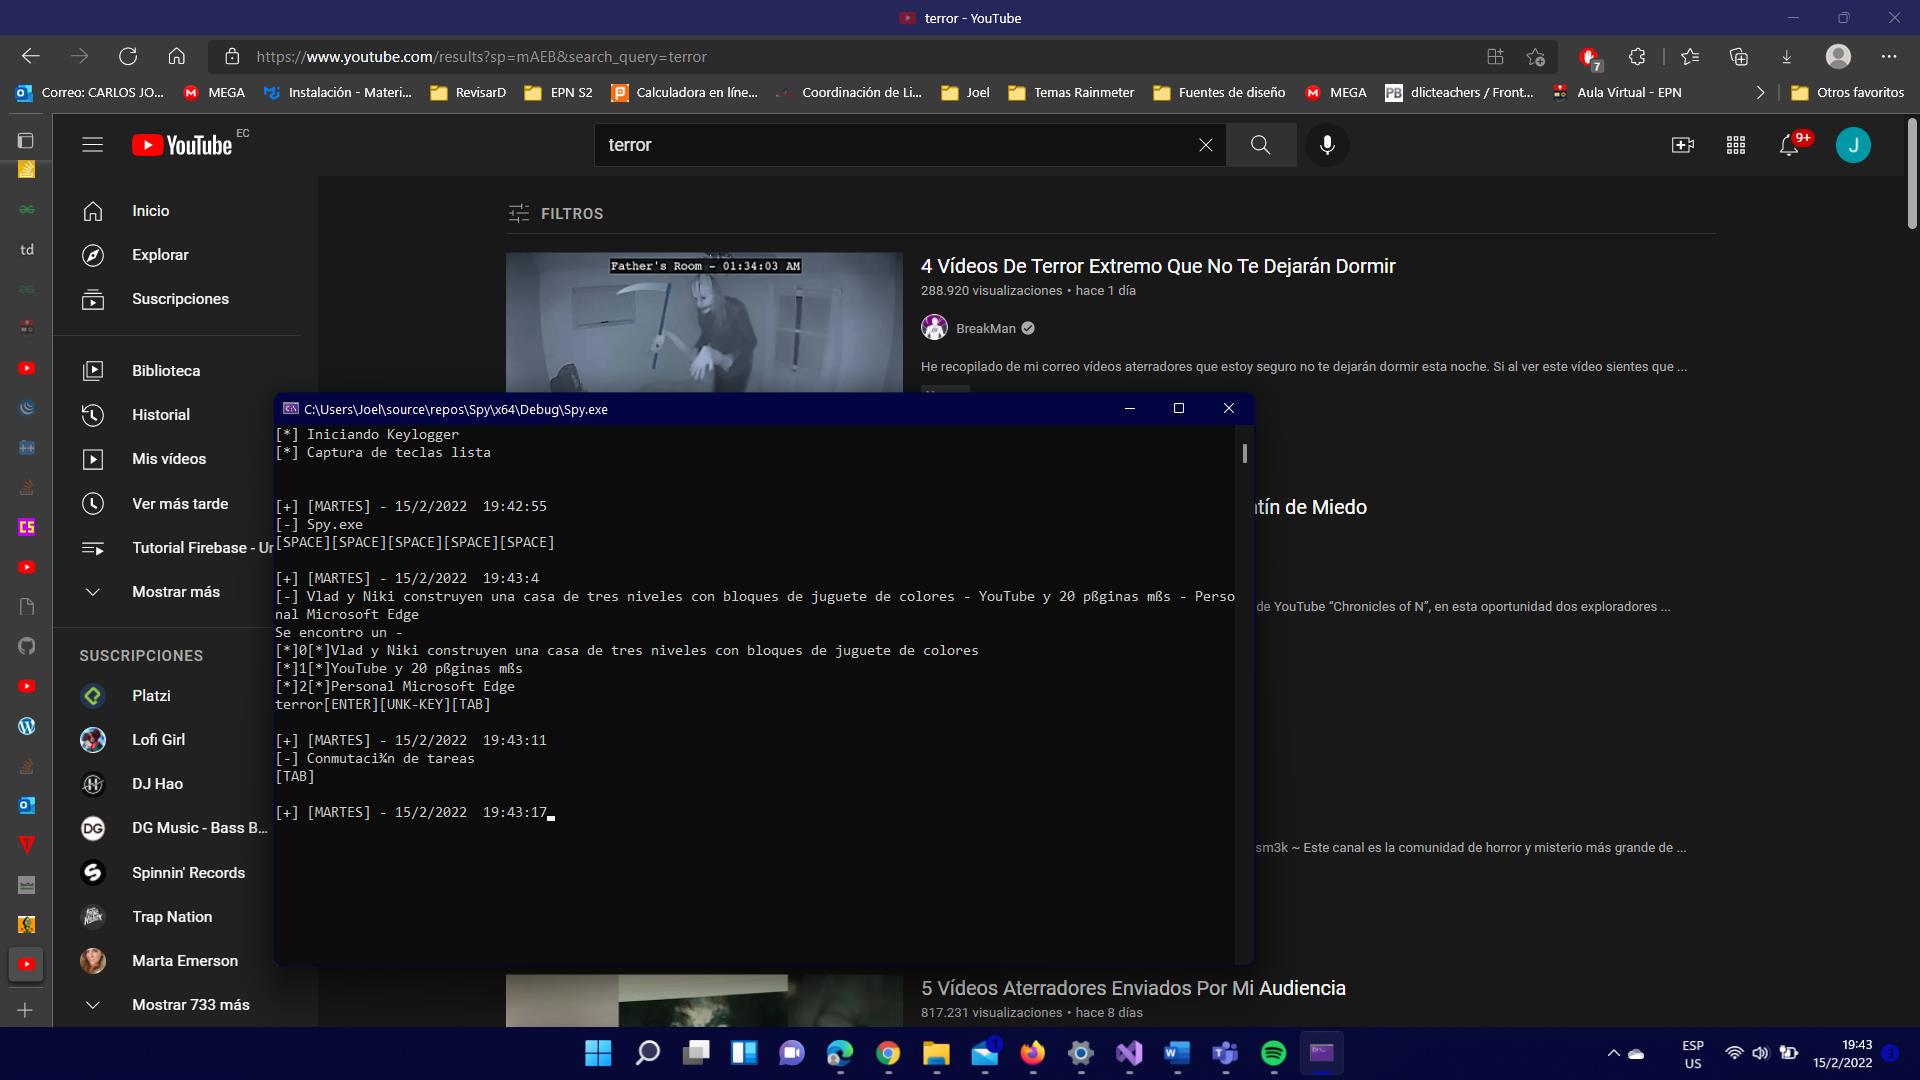 terror - YouTube
https://www.youtube.com/results?sp=mAEB&search_query=terror
7
Correo: CARLOS JO...
MEGA
Instalación - Materi...
RevisarD
EPN S2
Calculadora en líne...
Coordinación de Li...
Joel
Temas Rainmeter
Fuentes de diseño
MEGA
PB
dlicteachers / Front...
Aula Virtual - EPN
Otros favoritos
YouTube
EC
terror
9+
J
td
Inicio
Explorar
Suscripciones
Biblioteca
Historial
Mis vídeos
Ver más tarde
Tutorial Firebase - Un
Mostrar más
SUSCRIPCIONES
Platzi
Lofi Girl
DJ Hao
DG
DG Music - Bass B...
Spinnin' Records
Trap Nation
Marta Emerson
Mostrar 733 más
FILTROS
Father's Room - 01:34:03 AM
4 Vídeos De Terror Extremo Que No Te Dejarán Dormir
288.920 visualizaciones • hace 1 día
BreakMan
He recopilado de mi correo vídeos aterradores que estoy seguro no te dejarán dormir esta noche. Si al ver este vídeo sientes que ...
tín de Miedo
de YouTube “Chronicles of N”, en esta oportunidad dos exploradores ...
sm3k ~ Este canal es la comunidad de horror y misterio más grande de ...
5 Vídeos Aterradores Enviados Por Mi Audiencia
817.231 visualizaciones • hace 8 días
C:\Users\Joel\source\repos\Spy\x64\Debug\Spy.exe
[*] Iniciando Keylogger
[*] Captura de teclas lista
[+] [MARTES] - 15/2/2022  19:42:55
[-] Spy.exe
[SPACE][SPACE][SPACE][SPACE][SPACE]
[+] [MARTES] - 15/2/2022  19:43:4
[-] Vlad y Niki construyen una casa de tres niveles con bloques de juguete de colores - YouTube y 20 pßginas mßs - Perso
nal Microsoft Edge
Se encontro un -
[*]0[*]Vlad y Niki construyen una casa de tres niveles con bloques de juguete de colores
[*]1[*]YouTube y 20 pßginas mßs
[*]2[*]Personal Microsoft Edge
terror[ENTER][UNK-KEY][TAB]
[+] [MARTES] - 15/2/2022  19:43:11
[-] Conmutaci¾n de tareas
[TAB]
[+] [MARTES] - 15/2/2022  19:43:17
ESP
US
19:43
15/2/2022
3